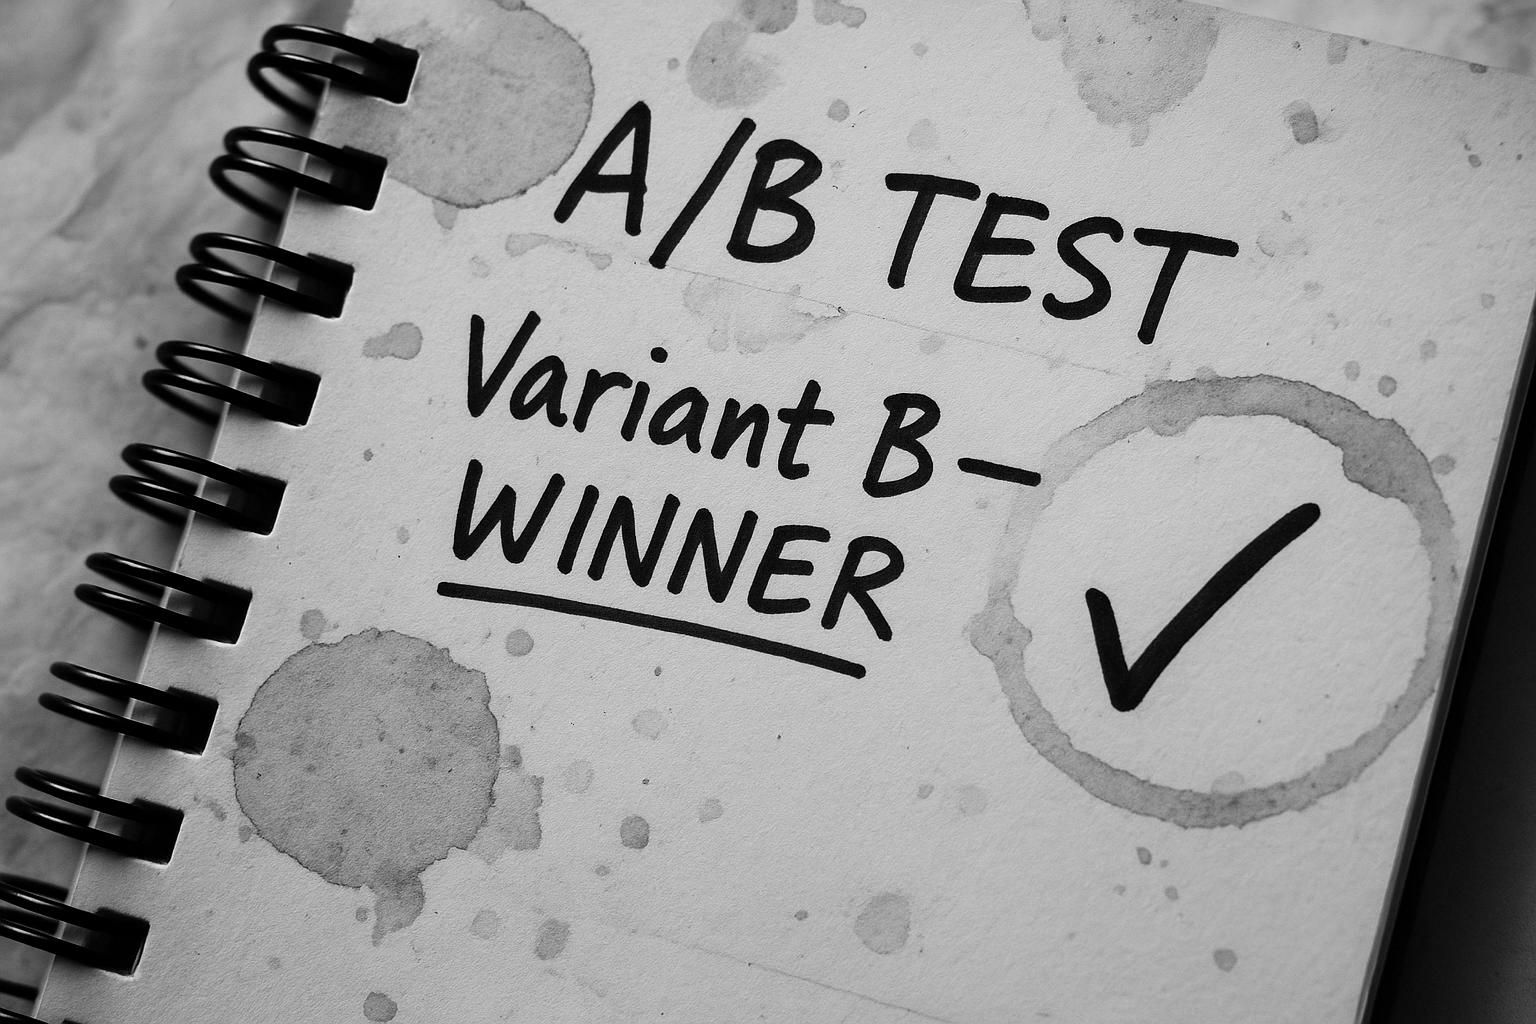 A/B TEST
Variant B—
WINNER
✓